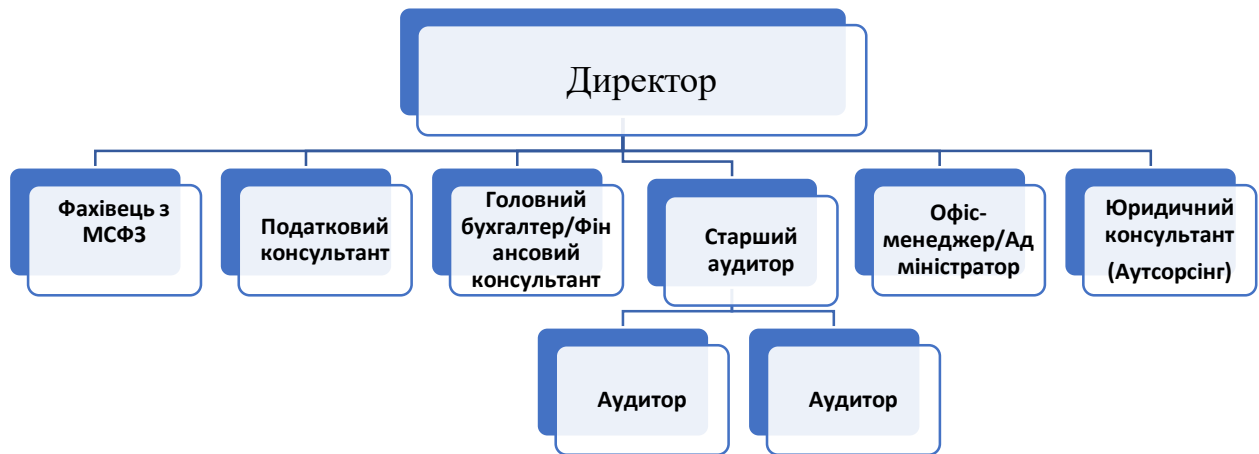 Директор
Фахівець з
МСФЗ
Податковий
консультант
Головний
бухгалтер/Фін
ансовий
консультант
Старший
аудитор
Офіс-
менеджер/Ад
міністратор
Юридичний
консультант
(Аутсорсінг)
Аудитор
Аудитор